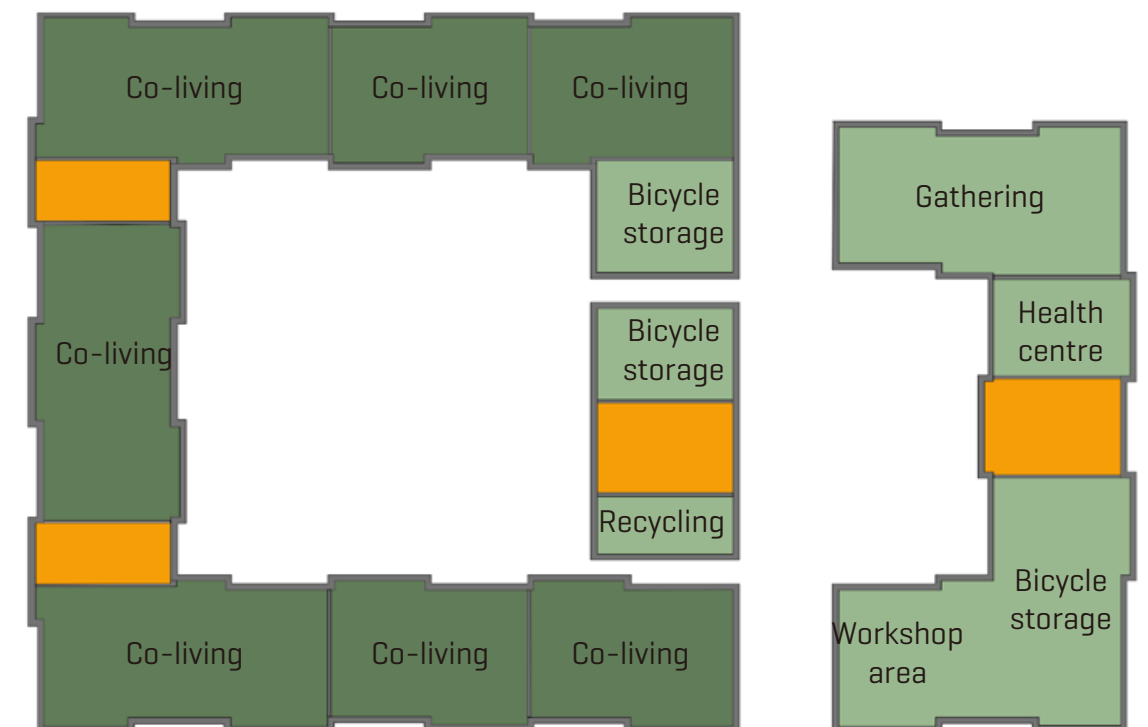 Co-living
Co-living
Co-living
Bicycle
storage
Gathering
Co-living
Bicycle
storage
Health
centre
Recycling
Co-living
Co-living
Co-living
Workshop
area
Bicycle
storage